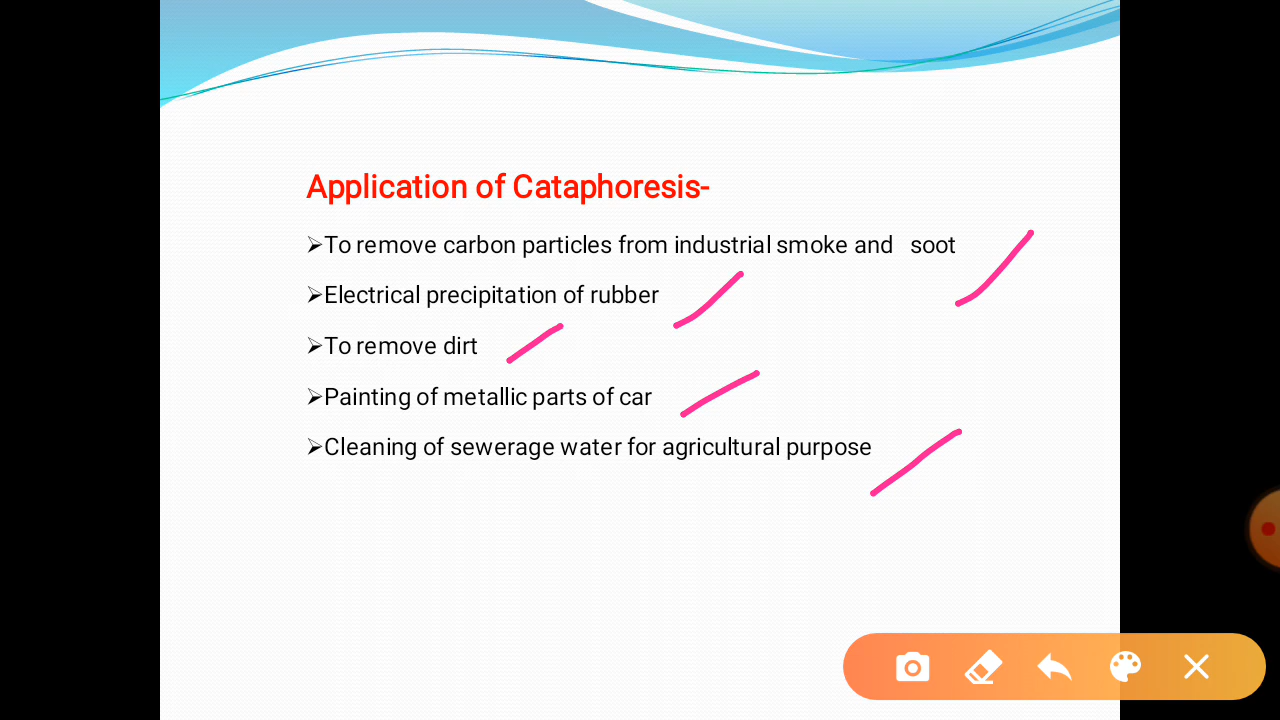 Application of Cataphoresis-
➢To remove carbon particles from industrial smoke and soot
➢Electrical precipitation of rubber
➢To remove dirt
➢Painting of metallic parts of car
➢Cleaning of sewerage water for agricultural purpose